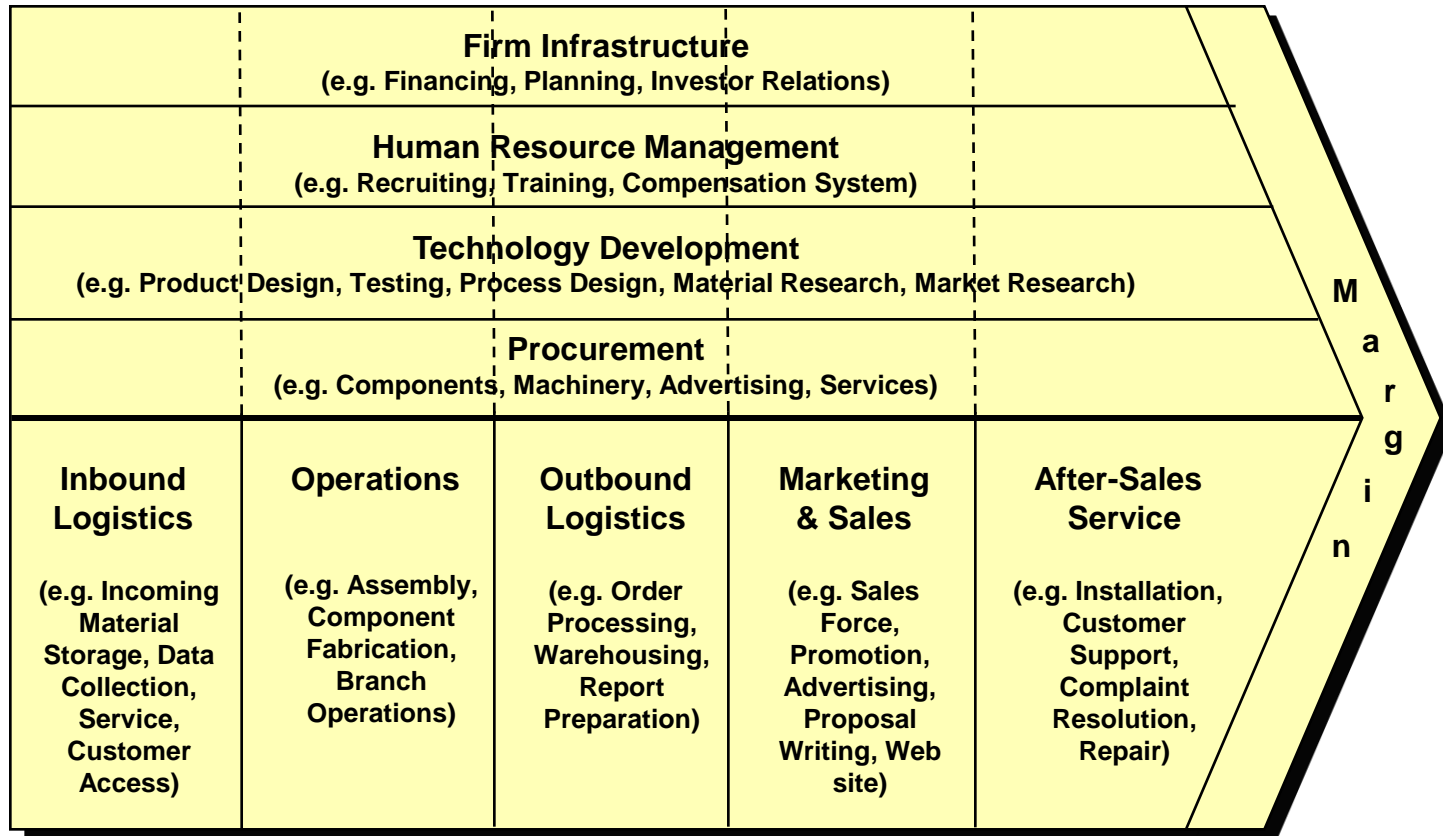 Firm Infrastructure
(e.g. Financing, Planning, Investor Relations)
Human Resource Management
(e.g. Recruiting, Training, Compensation System)
Technology Development
(e.g. Product Design, Testing, Process Design, Material Research, Market Research)
Procurement
(e.g. Components, Machinery, Advertising, Services)
Inbound
Logistics
(e.g. Incoming
Material
Storage, Data
Collection,
Service,
Customer
Access)
Operations
(e.g. Assembly,
Component
Fabrication,
Branch
Operations)
Outbound
Logistics
(e.g. Order
Processing,
Warehousing,
Report
Preparation)
Marketing
& Sales
(e.g. Sales
Force,
Promotion,
Advertising,
Proposal
Writing, Web
site)
After-Sales
Service
(e.g. Installation,
Customer
Support,
Complaint
Resolution,
Repair)
M
a
r
g
i
n